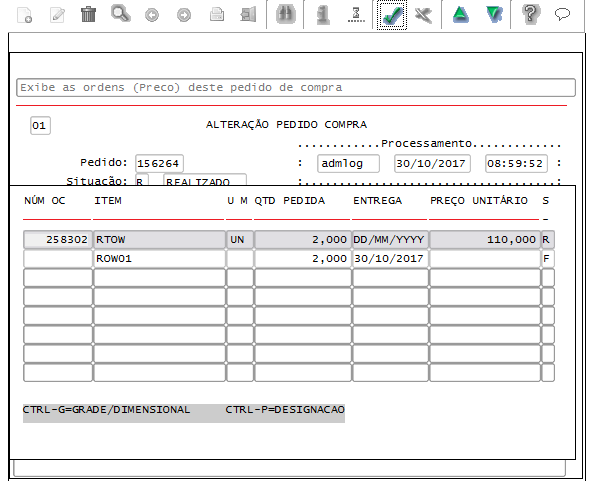 Exibe as ordens (Preco) deste pedido de compra
01 ALTERAÇÃO PEDIDO COMPRA
............Processamento.............
Pedido: 156264 : admlog 30/10/2017 08:59:52 :
Situação: R REALIZADO :.....................................:
NÚM OC ITEM U M QTD PEDIDA ENTREGA PREÇO UNITÁRIO S
258302 RTOW UN 2,000 DD/MM/YYYY 110,000 R
ROW01 2,000 30/10/2017 F
CTRL-G=GRADE/DIMENSIONAL CTRL-P=DESIGNACAO